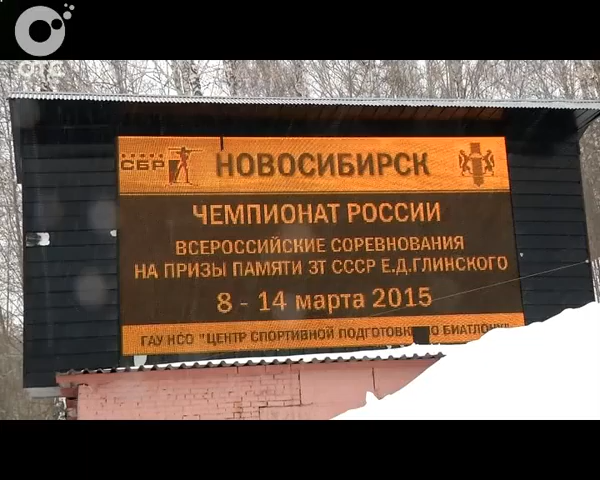 ОТС
СБР НОВОСИБИРСК
ЧЕМПИОНАТ РОССИИ
ВСЕРОССИЙСКИЕ СОРЕВНОВАНИЯ
НА ПРИЗЫ ПАМЯТИ ЗТ СССР Е.Д.ГЛИНСКОГО
8 - 14 марта 2015
ГАУ НСО "ЦЕНТР СПОРТИВНОЙ ПОДГОТОВКИ ПО БИАТЛОНУ"